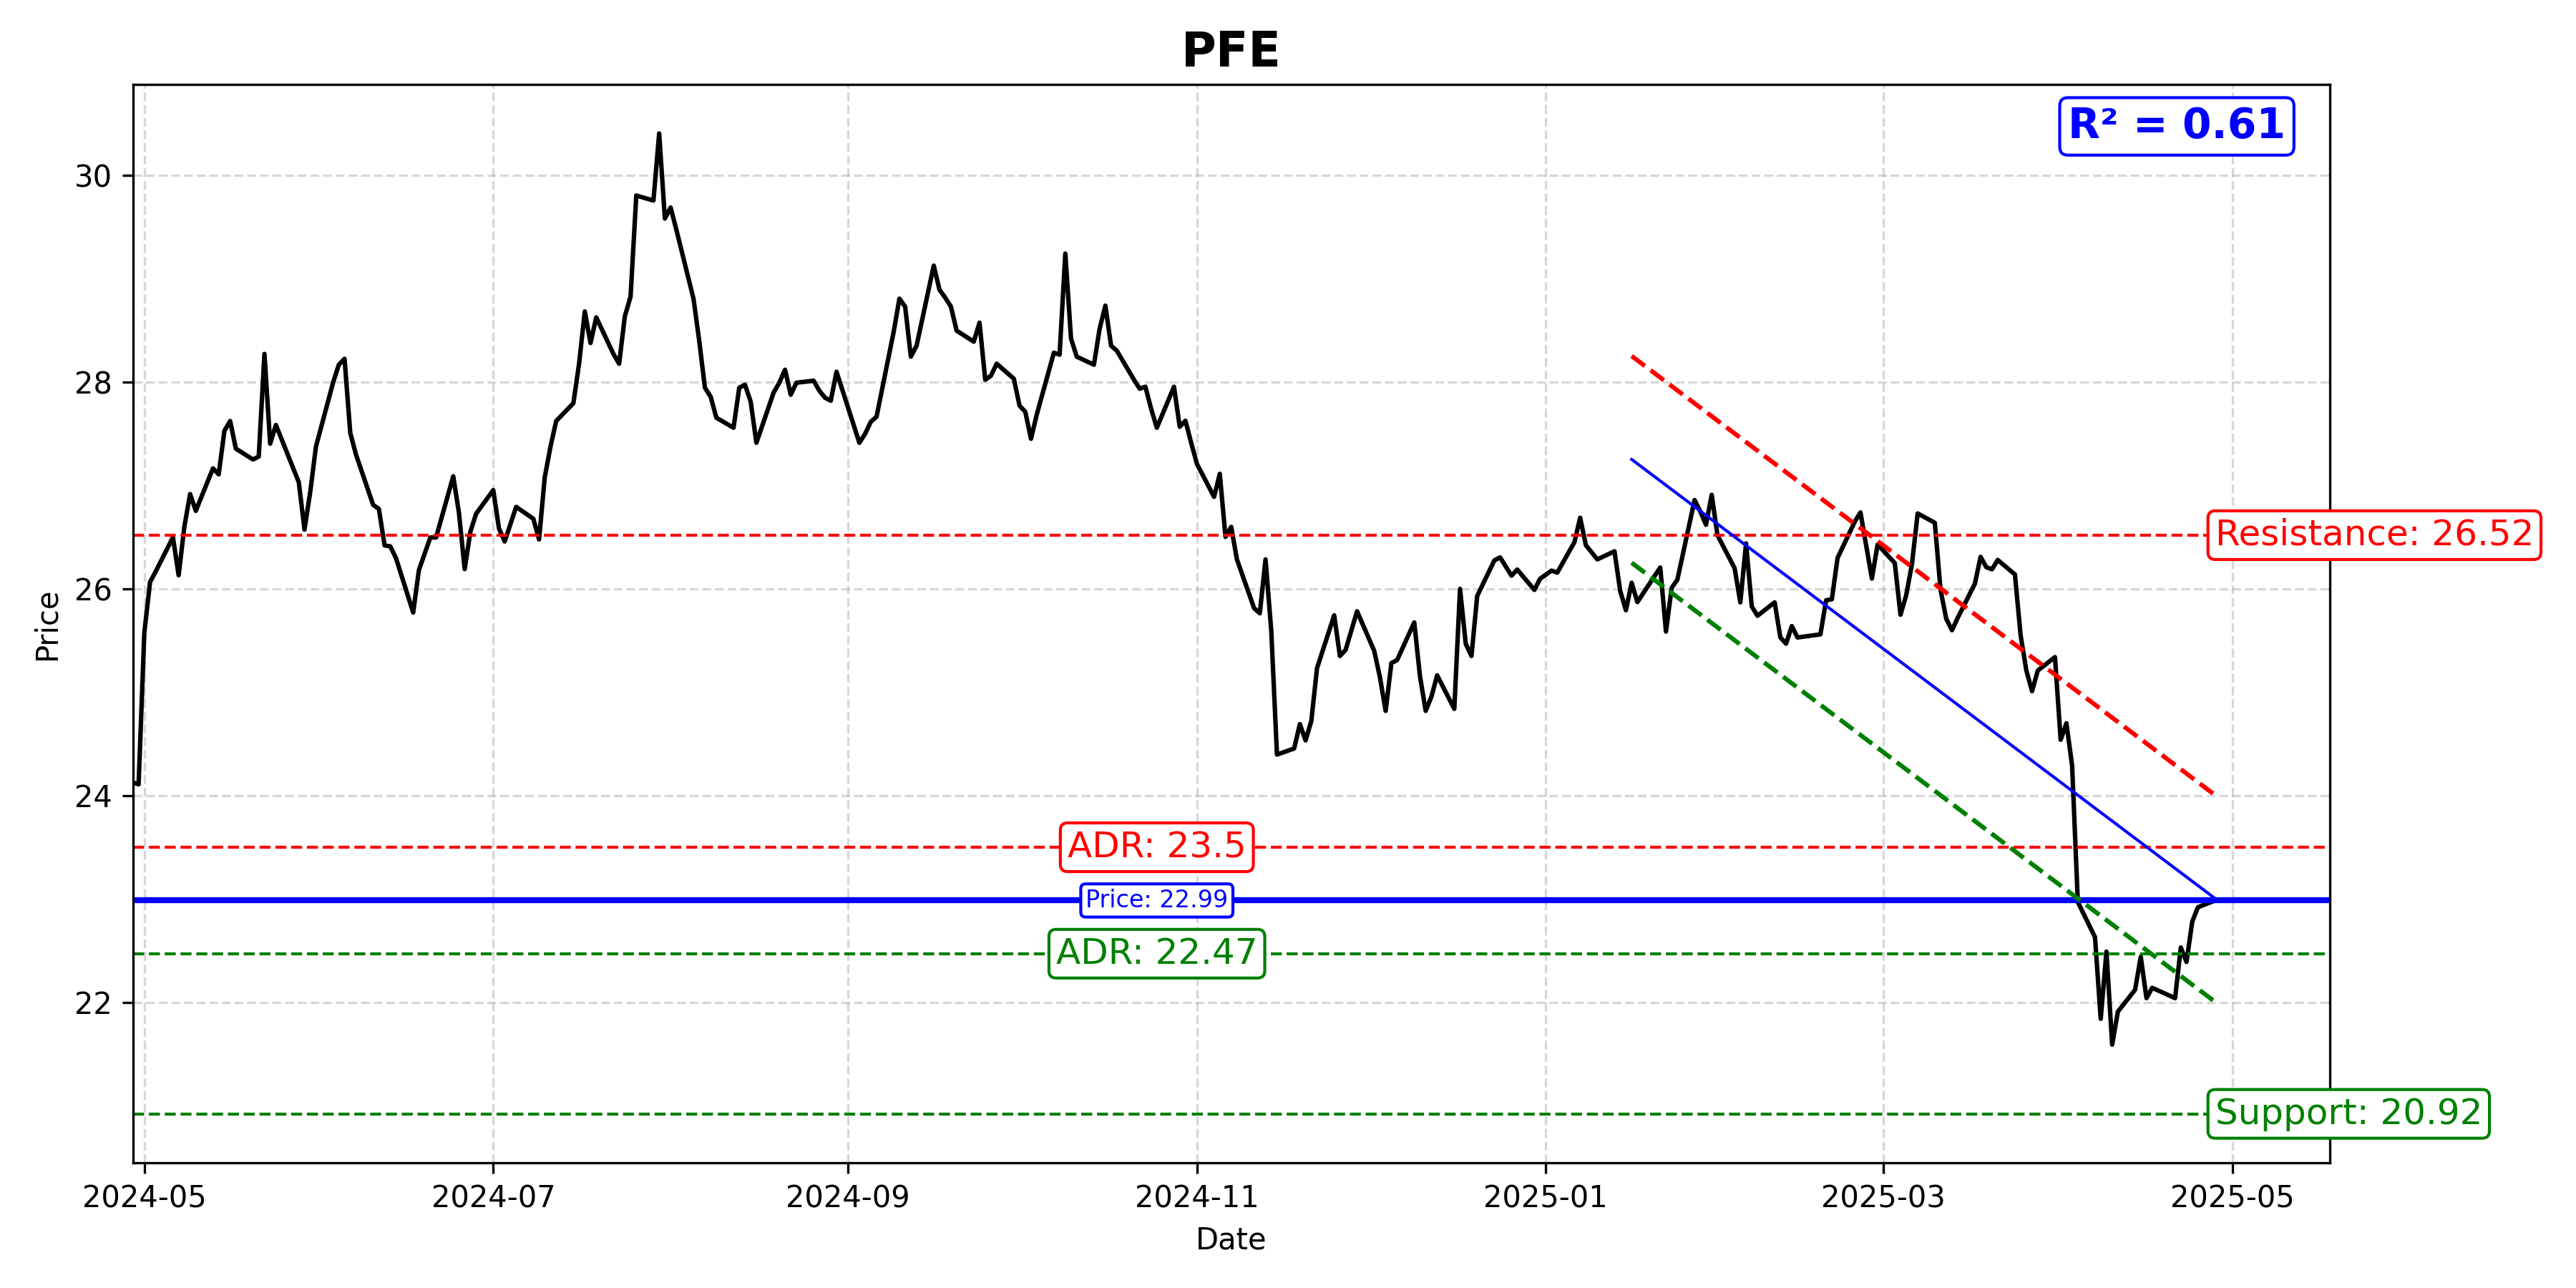 PFE
R² = 0.61
30
28
26
24
22
Price
Resistance: 26.52
ADR: 23.5
Price: 22.99
ADR: 22.47
Support: 20.92
2024-05
2024-07
2024-09
2024-11
2025-01
2025-03
2025-05
Date